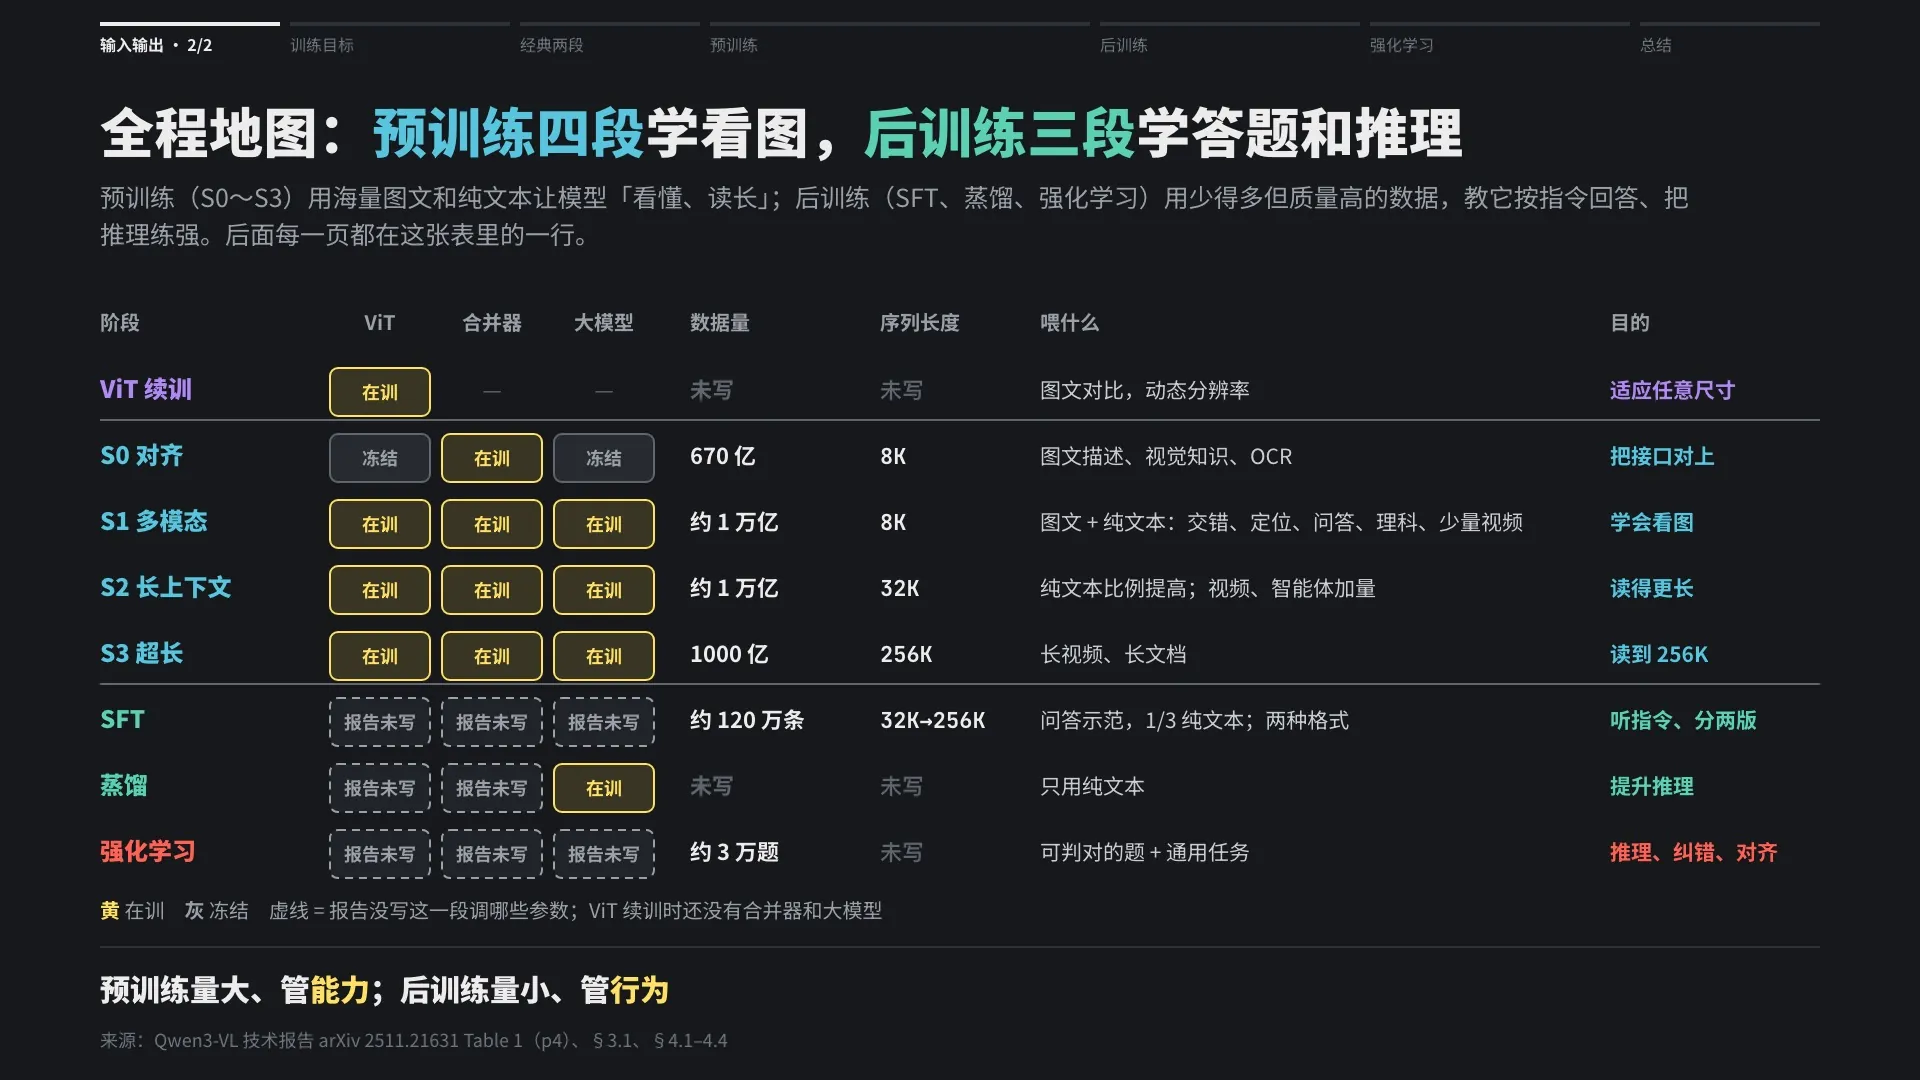 输入输出 · 2/2 训练目标 经典两段 预训练 后训练 强化学习 总结
全程地图：预训练四段学看图，后训练三段学答题和推理
预训练（S0～S3）用海量图文和纯文本让模型「看懂、读长」；后训练（SFT、蒸馏、强化学习）用少得多但质量高的数据，教它按指令回答、把
推理练强。后面每一页都在这张表里的一行。
阶段 ViT 合并器 大模型 数据量 序列长度 喂什么 目的
ViT 续训 在训 — — 未写 未写 图文对比，动态分辨率 适应任意尺寸
S0 对齐 冻结 在训 冻结 670 亿 8K 图文描述、视觉知识、OCR 把接口对上
S1 多模态 在训 在训 在训 约 1 万亿 8K 图文 + 纯文本：交错、定位、问答、理科、少量视频 学会看图
S2 长上下文 在训 在训 在训 约 1 万亿 32K 纯文本比例提高；视频、智能体加量 读得更长
S3 超长 在训 在训 在训 1000 亿 256K 长视频、长文档 读到 256K
SFT 报告未写 报告未写 报告未写 约 120 万条 32K→256K 问答示范，1/3 纯文本；两种格式 听指令、分两版
蒸馏 报告未写 报告未写 在训 未写 未写 只用纯文本 提升推理
强化学习 报告未写 报告未写 报告未写 约 3 万题 未写 可判对的题 + 通用任务 推理、纠错、对齐
黄 在训 灰 冻结 虚线 = 报告没写这一段调哪些参数；ViT 续训时还没有合并器和大模型
预训练量大、管能力；后训练量小、管行为
来源：Qwen3-VL 技术报告 arXiv 2511.21631 Table 1（p4）、§3.1、§4.1–4.4